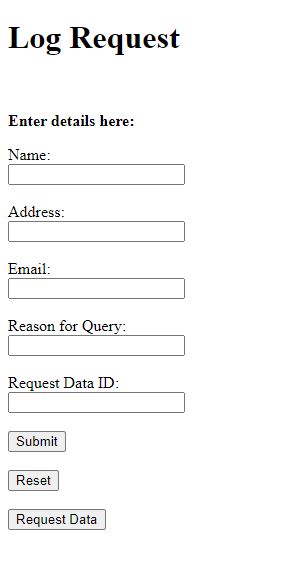 Log Request
Enter details here:
Name:
Address:
Email:
Reason for Query:
Request Data ID:
Submit
Reset
Request Data